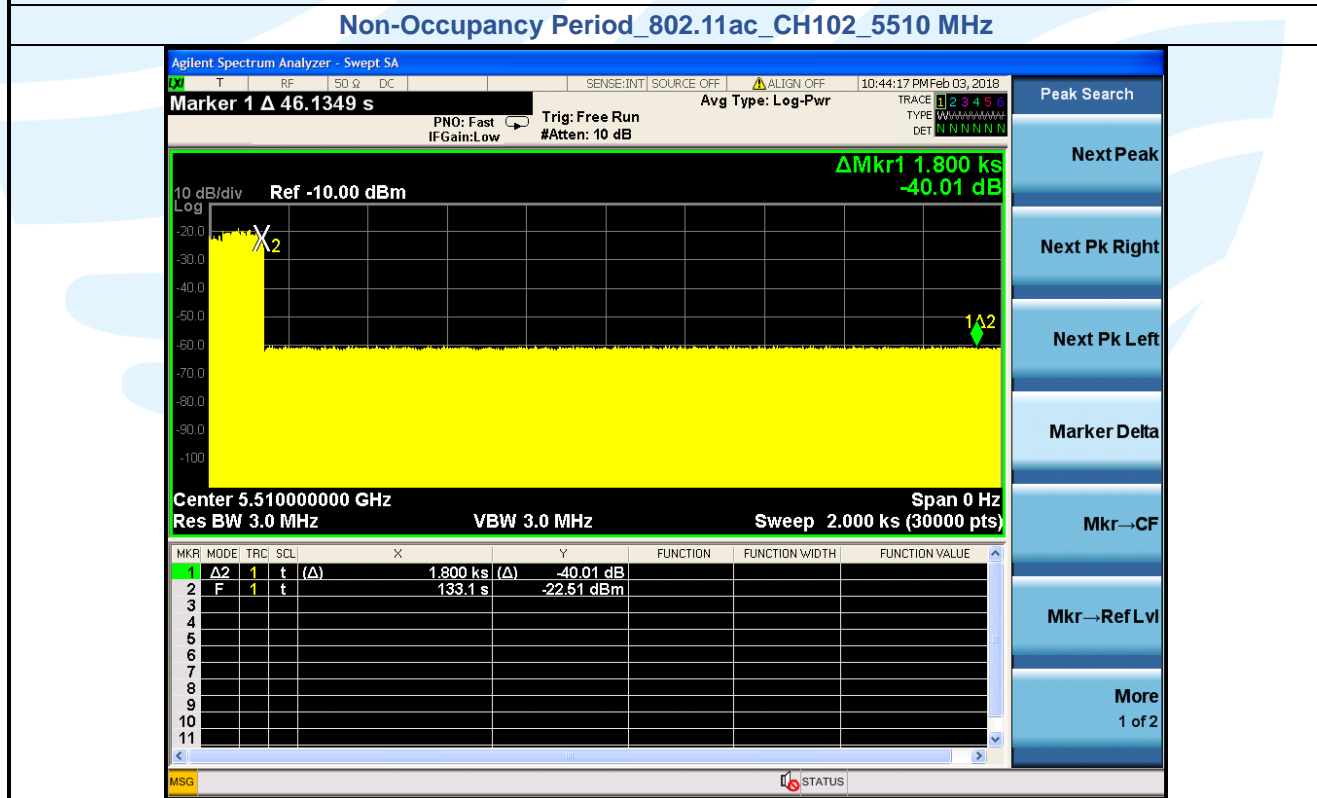 Non-Occupancy Period_802.11ac_CH102_5510 MHz
Agilent Spectrum Analyzer - Swept SA
LXI T RF 50 Ω DC SENSE:INT SOURCE OFF ALIGN OFF 10:44:17 PM Feb 03, 2018
Marker 1 Δ 46.1349 s
PNO: Fast
IFGain:Low
Trig: Free Run
#Atten: 10 dB
Avg Type: Log-Pwr
TRACE 1 2 3 4 5 6
TYPE WWWWWW
DET N N N N N N
ΔMkr1 1.800 ks
-40.01 dB
10 dB/div Ref -10.00 dBm
Log
-20.0
-30.0
-40.0
-50.0
-60.0
-70.0
-80.0
-90.0
-100
X2
1Δ2
Center 5.510000000 GHz Span 0 Hz
Res BW 3.0 MHz VBW 3.0 MHz Sweep 2.000 ks (30000 pts)
MKR MODE TRC SCL X Y FUNCTION FUNCTION WIDTH FUNCTION VALUE
1 Δ2 1 t (Δ) 1.800 ks (Δ) -40.01 dB
2 F 1 t 133.1 s -22.51 dBm
3
4
5
6
7
8
9
10
11
MSG STATUS
Peak Search
Next Peak
Next Pk Right
Next Pk Left
Marker Delta
Mkr→CF
Mkr→Ref Lvl
More
1 of 2